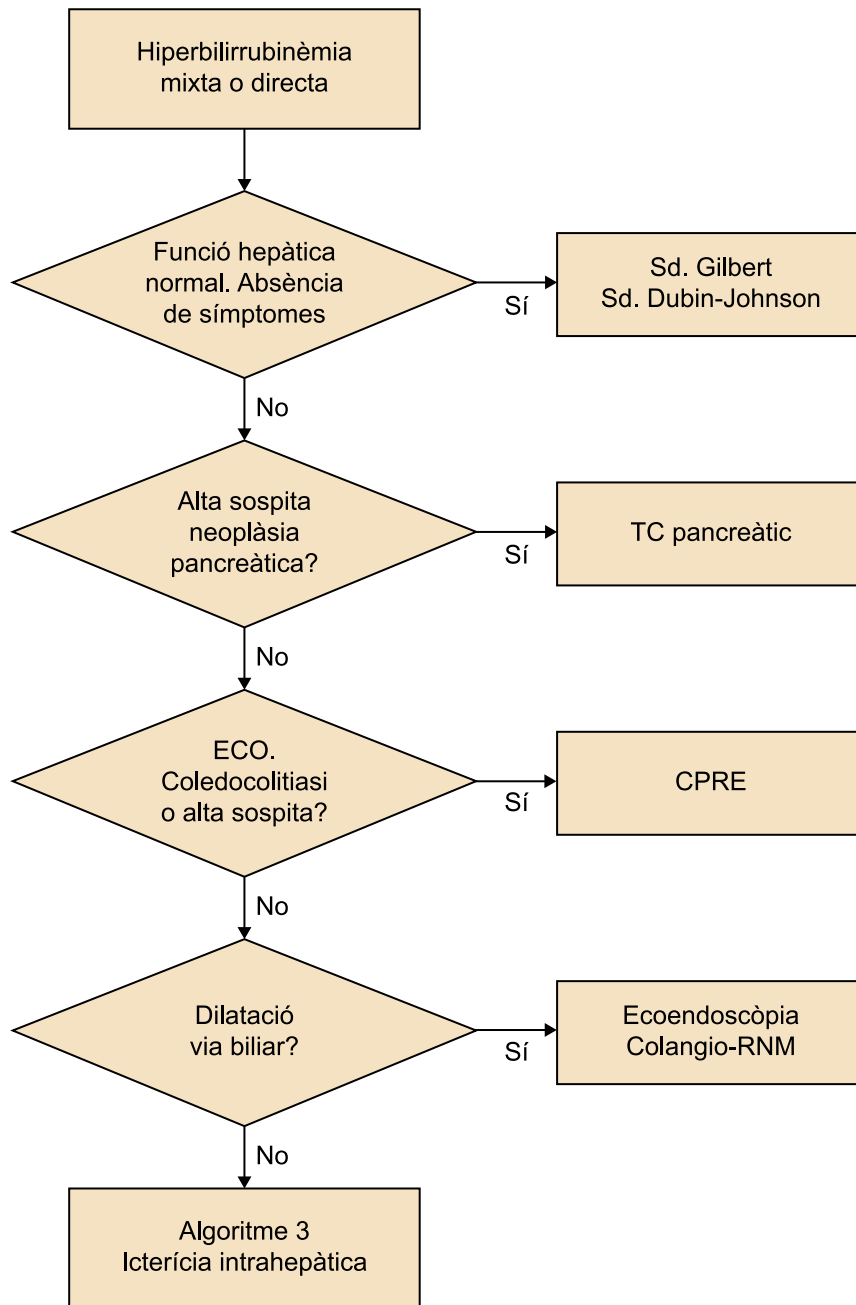 Hiperbilirrubinèmia
mixta o directa
Funció hepàtica
normal. Absència
de símptomes
Sí
Sd. Gilbert
Sd. Dubin-Johnson
No
Alta sospita
neoplàsia
pancreàtica?
Sí
TC pancreàtic
No
ECO.
Coledocolitiasi
o alta sospita?
Sí
CPRE
No
Dilatació
via biliar?
Sí
Ecoendoscòpia
Colangio-RNM
No
Algoritme 3
Icterícia intrahepàtica